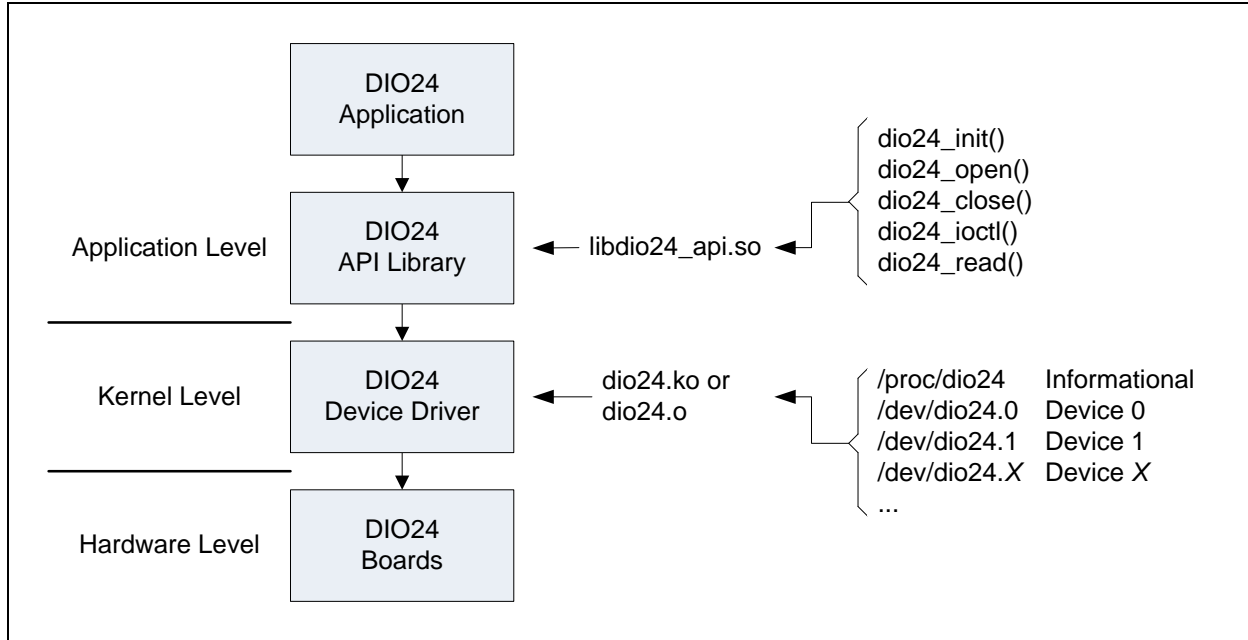 DIO24
Application
Application Level
DIO24
API Library
libdio24_api.so
dio24_init()
dio24_open()
dio24_close()
dio24_ioctl()
dio24_read()
Kernel Level
DIO24
Device Driver
dio24.ko or
dio24.o
/proc/dio24 Informational
/dev/dio24.0 Device 0
/dev/dio24.1 Device 1
/dev/dio24.X Device X
...
Hardware Level
DIO24
Boards